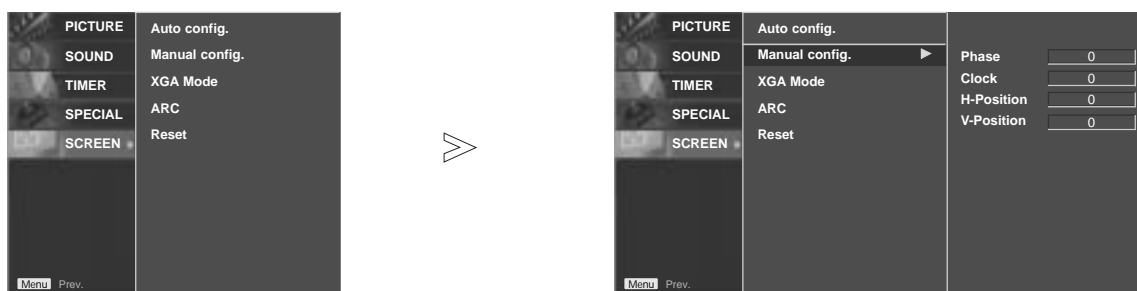 PICTURE
SOUND
TIMER
SPECIAL
SCREEN
Auto config.
Manual config.
XGA Mode
ARC
Reset
Menu Prev.
PICTURE
SOUND
TIMER
SPECIAL
SCREEN
Auto config.
Manual config.
XGA Mode
ARC
Reset
Phase 0
Clock 0
H-Position 0
V-Position 0
Menu Prev.